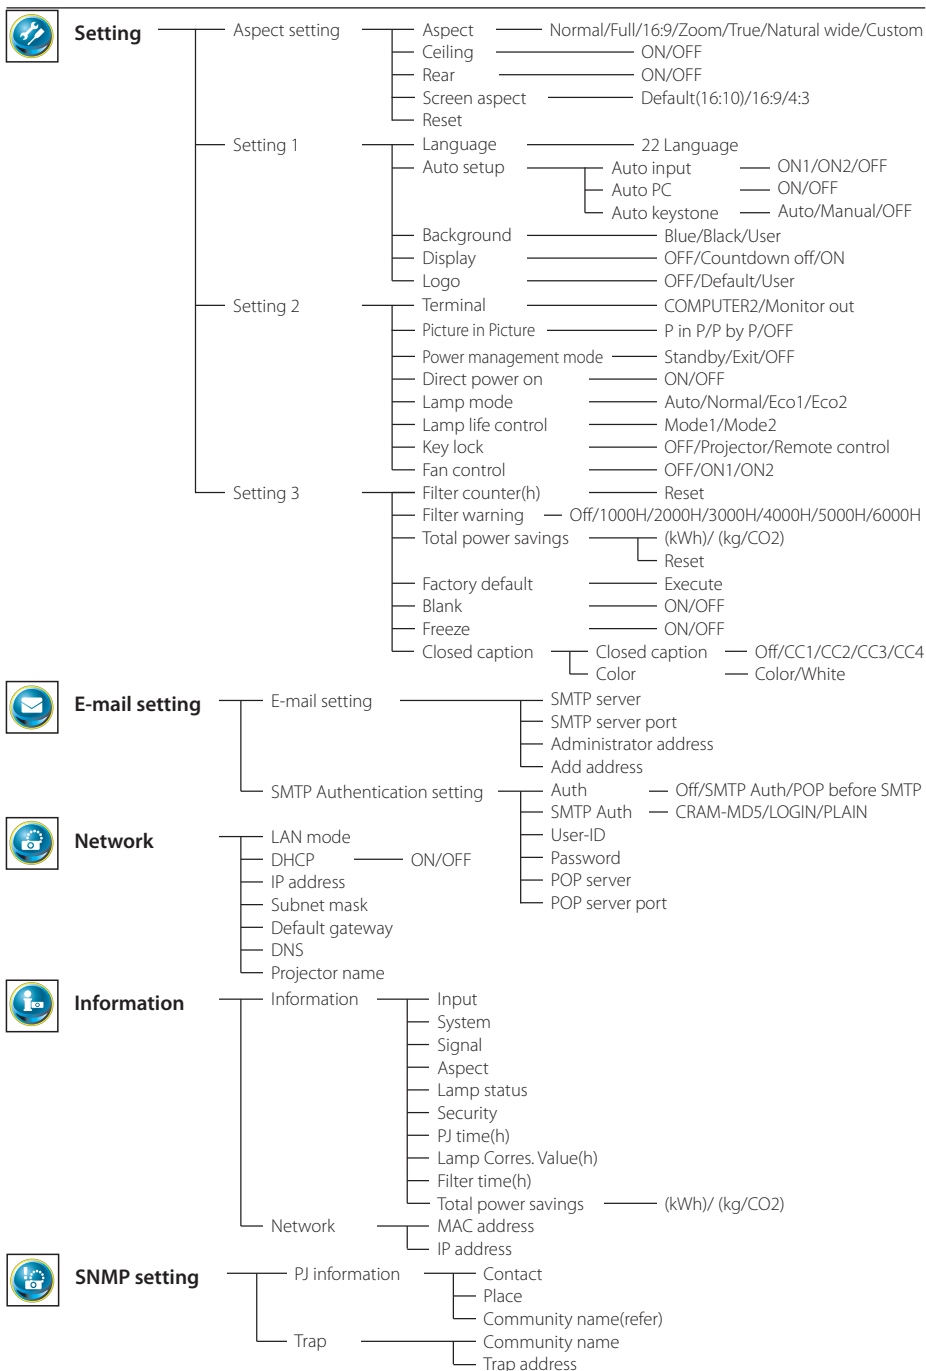 Setting Aspect setting Aspect Normal/Full/16:9/Zoom/True/Natural wide/Custom
Ceiling ON/OFF
Rear ON/OFF
Screen aspect Default(16:10)/16:9/4:3
Reset
Setting 1 Language 22 Language
Auto setup Auto input ON1/ON2/OFF
Auto PC ON/OFF
Auto keystone Auto/Manual/OFF
Background Blue/Black/User
Display OFF/Countdown off/ON
Logo OFF/Default/User
Setting 2 Terminal COMPUTER2/Monitor out
Picture in Picture P in P/P by P/OFF
Power management mode Standby/Exit/OFF
Direct power on ON/OFF
Lamp mode Auto/Normal/Eco1/Eco2
Lamp life control Mode1/Mode2
Key lock OFF/Projector/Remote control
Fan control OFF/ON1/ON2
Setting 3 Filter counter(h) Reset
Filter warning Off/1000H/2000H/3000H/4000H/5000H/6000H
Total power savings (kWh)/ (kg/CO2)
Reset
Factory default Execute
Blank ON/OFF
Freeze ON/OFF
Closed caption Closed caption Off/CC1/CC2/CC3/CC4
Color Color/White
E-mail setting E-mail setting SMTP server
SMTP server port
Administrator address
Add address
SMTP Authentication setting Auth Off/SMTP Auth/POP before SMTP
SMTP Auth CRAM-MD5/LOGIN/PLAIN
User-ID
Password
POP server
POP server port
Network LAN mode
DHCP ON/OFF
IP address
Subnet mask
Default gateway
DNS
Projector name
Information Information Input
System
Signal
Aspect
Lamp status
Security
PJ time(h)
Lamp Corres. Value(h)
Filter time(h)
Total power savings (kWh)/ (kg/CO2)
Network MAC address
IP address
SNMP setting PJ information Contact
Place
Community name(refer)
Trap Community name
Trap address